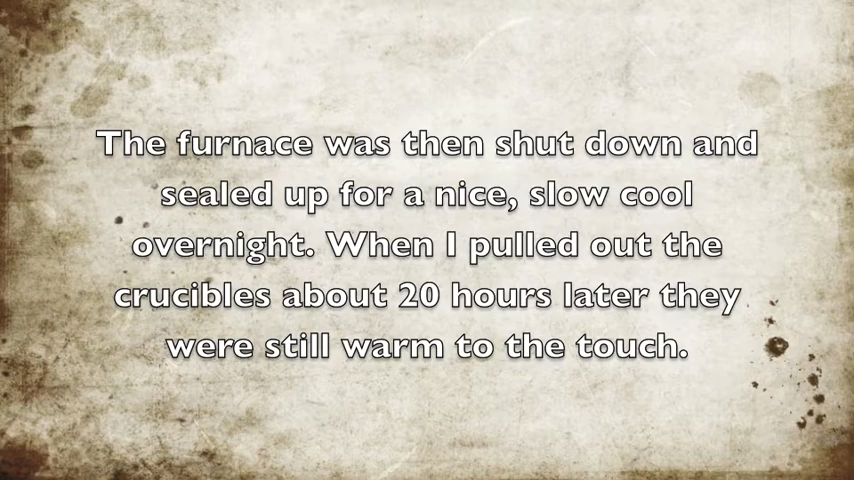 The furnace was then shut down and
sealed up for a nice, slow cool
overnight. When I pulled out the
crucibles about 20 hours later they
were still warm to the touch.